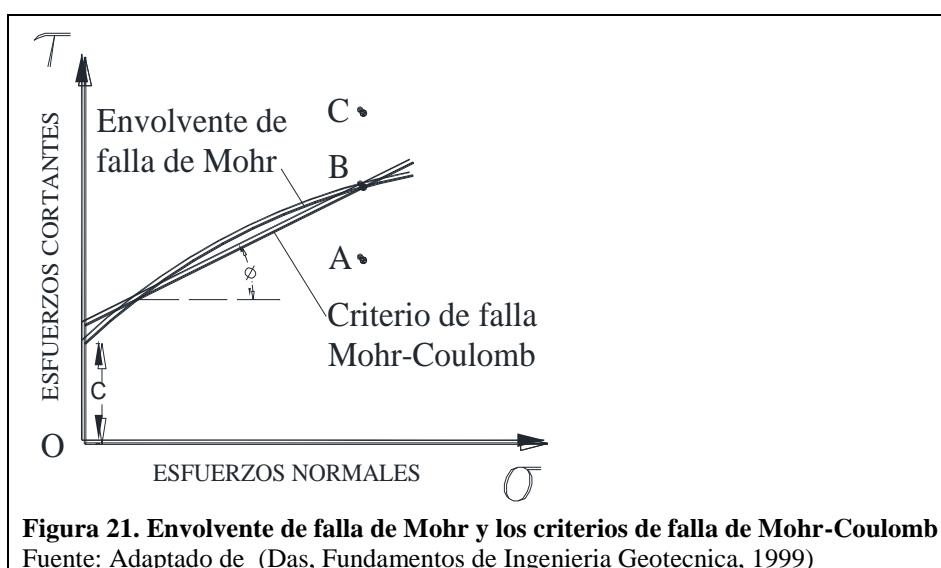 τ
ESFUERZOS CORTANTES
Envolvente de
falla de Mohr
C
B
A
ø
Criterio de falla
Mohr-Coulomb
C
O
ESFUERZOS NORMALES
σ
Figura 21. Envolvente de falla de Mohr y los criterios de falla de Mohr-Coulomb
Fuente: Adaptado de (Das, Fundamentos de Ingenieria Geotecnica, 1999)